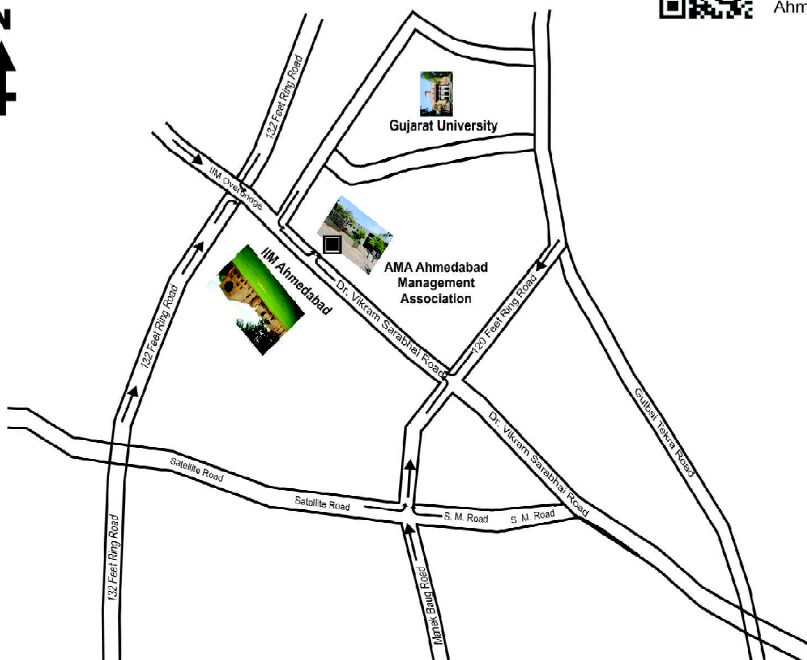 N
Ahm
132 Feet Ring Road
Gujarat University
IIM Overbridge
IIM Ahmedabad
AMA Ahmedabad
Management
Association
132 Feet Ring Road
Dr. Vikram Sarabhai Road
120 Feet Ring Road
Gulbai Tekra Road
Dr. Vikram Sarabhai Road
Satellite Road
Satellite Road
S. M. Road
S. M. Road
132 Feet Ring Road
Manek Baug Road